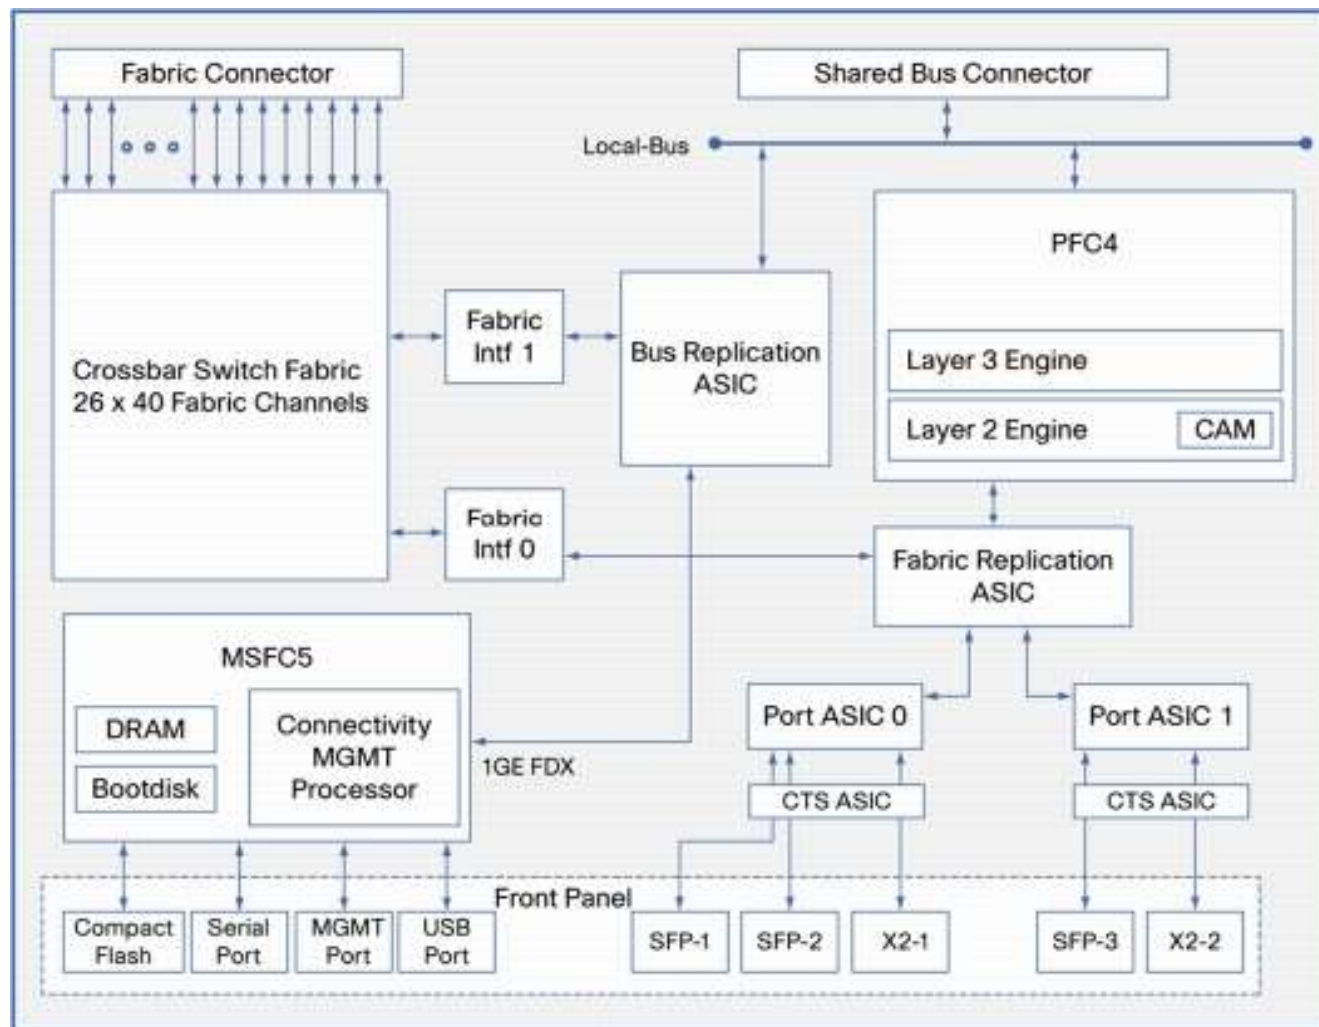 Fabric Connector
Shared Bus Connector
Local-Bus
PFC4
Fabric
Intf 1
Bus Replication
ASIC
Crossbar Switch Fabric
26 x 40 Fabric Channels
Layer 3 Engine
Layer 2 Engine
CAM
Fabric
Intf 0
Fabric Replication
ASIC
MSFC5
DRAM
Bootdisk
Connectivity
MGMT
Processor
1GE FDX
Port ASIC 0
Port ASIC 1
CTS ASIC
CTS ASIC
Front Panel
Compact
Flash
Serial
Port
MGMT
Port
USB
Port
SFP-1
SFP-2
X2-1
SFP-3
X2-2